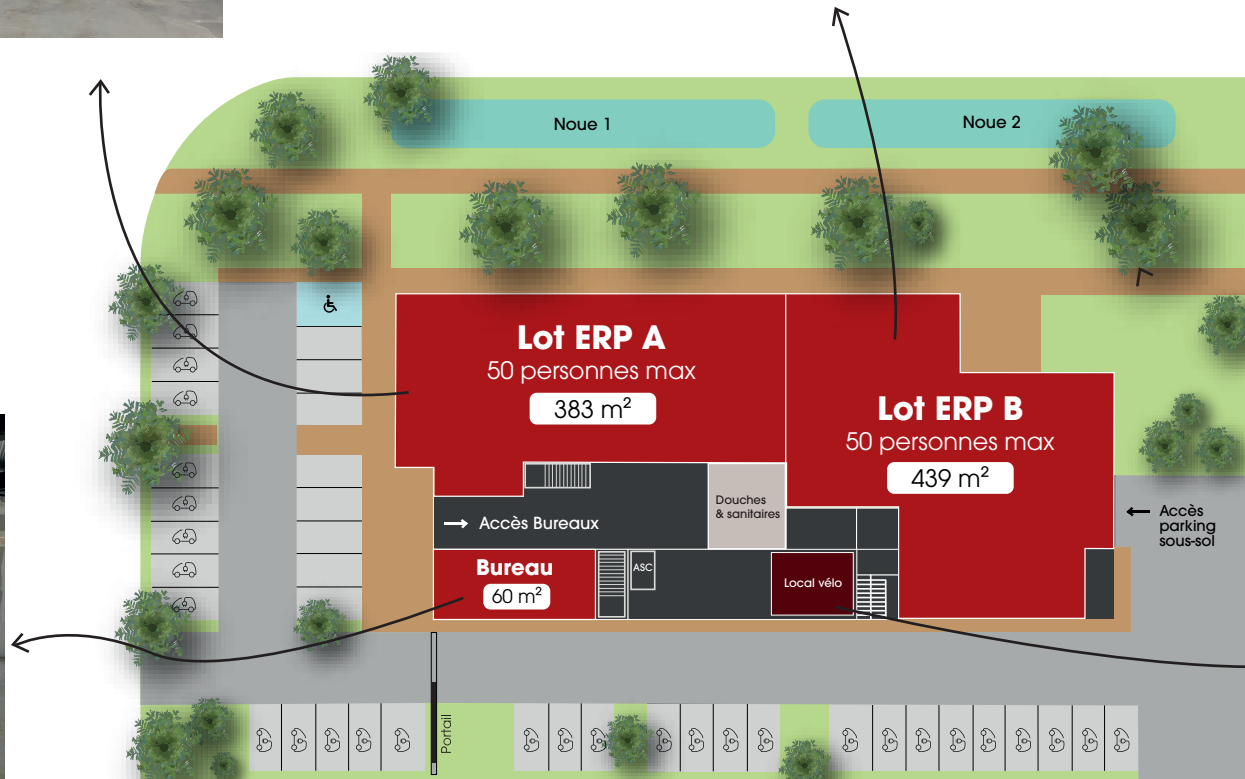 Noue 1
Noue 2
Lot ERP A
50 personnes max
383 m²
Lot ERP B
50 personnes max
439 m²
Douches
& sanitaires
→ Accès Bureaux
← Accès
parking
sous-sol
Bureau
60 m²
ASC
Local vélo
Portail